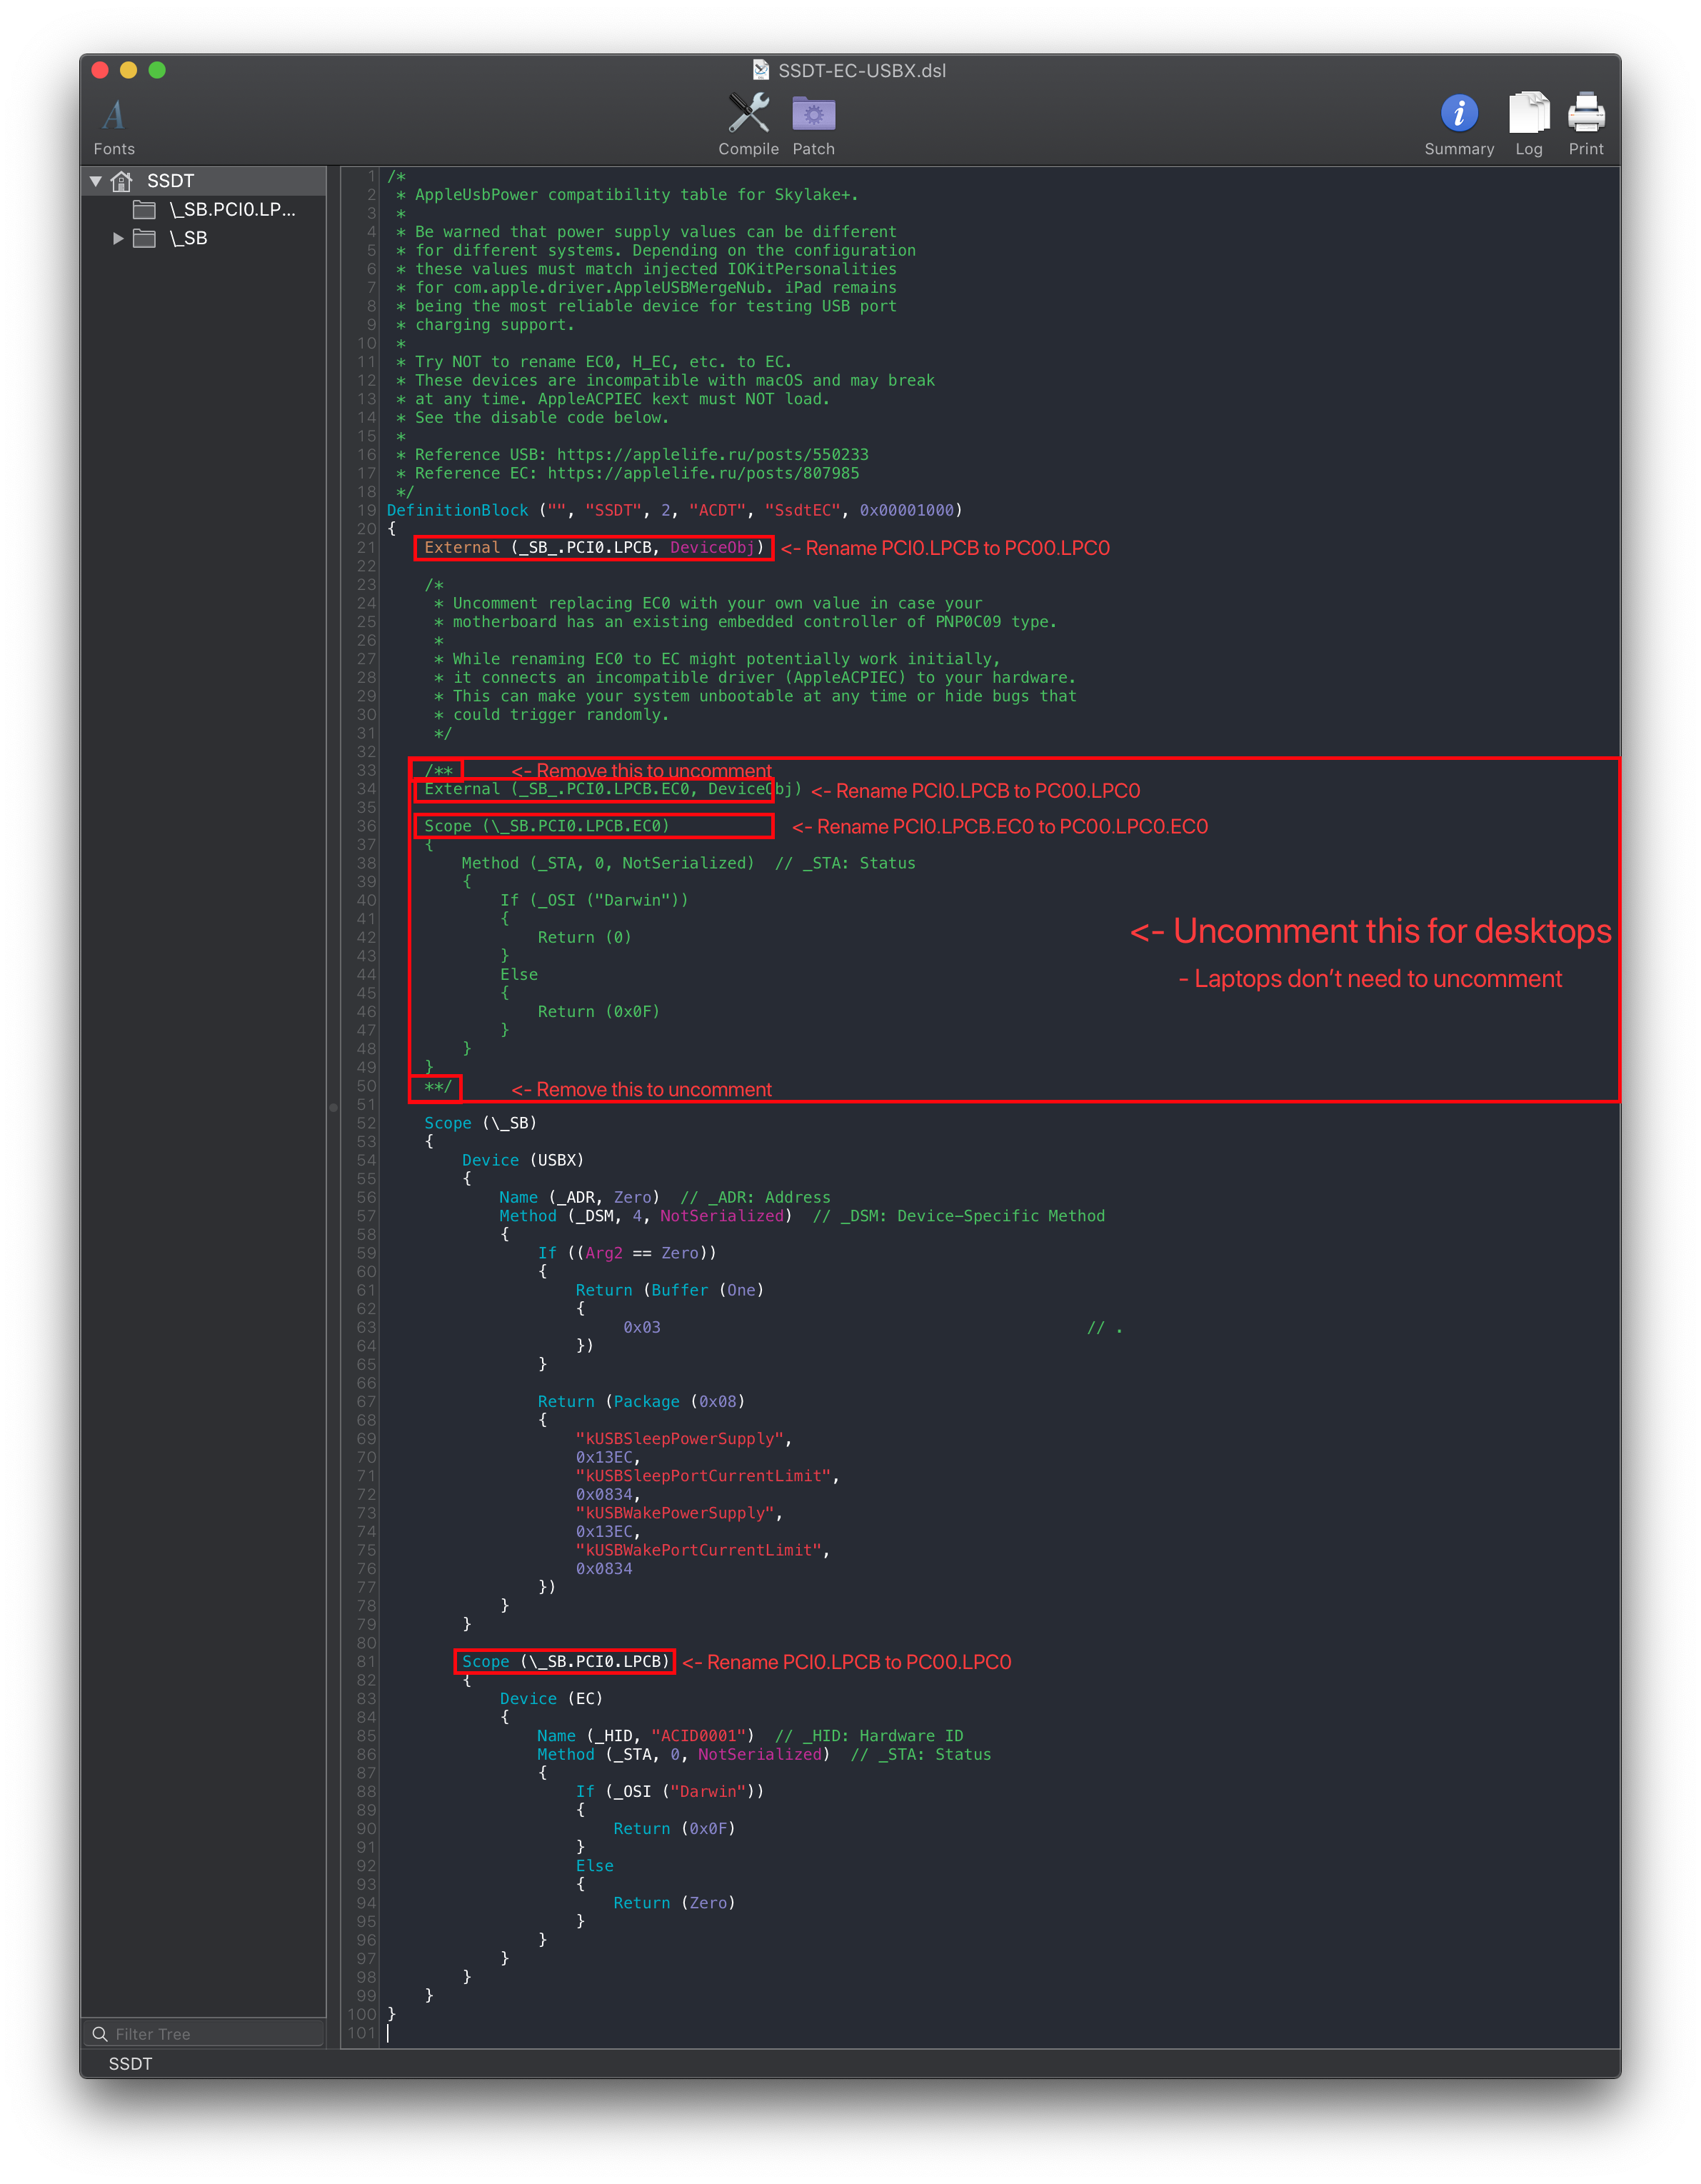 SSDT-EC-USBX.dsl
Fonts
Compile
Patch
Summary
Log
Print
SSDT
\_SB.PCI0.LP...
\_SB
1 /*
2 * AppleUsbPower compatibility table for Skylake+.
3 *
4 * Be warned that power supply values can be different
5 * for different systems. Depending on the configuration
6 * these values must match injected IOKitPersonalities
7 * for com.apple.driver.AppleUSBMergeNub. iPad remains
8 * being the most reliable device for testing USB port
9 * charging support.
10 *
11 * Try NOT to rename EC0, H_EC, etc. to EC.
12 * These devices are incompatible with macOS and may break
13 * at any time. AppleACPIEC kext must NOT load.
14 * See the disable code below.
15 *
16 * Reference USB: https://applelife.ru/posts/550233
17 * Reference EC: https://applelife.ru/posts/807985
18 */
19 DefinitionBlock ("", "SSDT", 2, "ACDT", "SsdtEC", 0x00001000)
20 {
21 External (_SB_.PCI0.LPCB, DeviceObj) <- Rename PCI0.LPCB to PC00.LPC0
22
23 /*
24 * Uncomment replacing EC0 with your own value in case your
25 * motherboard has an existing embedded controller of PNP0C09 type.
26 *
27 * While renaming EC0 to EC might potentially work initially,
28 * it connects an incompatible driver (AppleACPIEC) to your hardware.
29 * This can make your system unbootable at any time or hide bugs that
30 * could trigger randomly.
31 */
32
33 /** <- Remove this to uncomment
34 External (_SB_.PCI0.LPCB.EC0, DeviceObj) <- Rename PCI0.LPCB to PC00.LPC0
35
36 Scope (\_SB.PCI0.LPCB.EC0) <- Rename PCI0.LPCB.EC0 to PC00.LPC0.EC0
37 {
38 Method (_STA, 0, NotSerialized) // _STA: Status
39 {
40 If (_OSI ("Darwin"))
41 {
42 Return (0)
<- Uncomment this for desktops
43 }
44 Else
- Laptops don't need to uncomment
45 {
46 Return (0x0F)
47 }
48 }
49 }
50 **/ <- Remove this to uncomment
51
52 Scope (\_SB)
53 {
54 Device (USBX)
55 {
56 Name (_ADR, Zero) // _ADR: Address
57 Method (_DSM, 4, NotSerialized) // _DSM: Device-Specific Method
58 {
59 If ((Arg2 == Zero))
60 {
61 Return (Buffer (One)
62 {
63 0x03 // .
64 })
65 }
66
67 Return (Package (0x08)
68 {
69 "kUSBSleepPowerSupply",
70 0x13EC,
71 "kUSBSleepPortCurrentLimit",
72 0x0834,
73 "kUSBWakePowerSupply",
74 0x13EC,
75 "kUSBWakePortCurrentLimit",
76 0x0834
77 })
78 }
79 }
80
81 Scope (\_SB.PCI0.LPCB) <- Rename PCI0.LPCB to PC00.LPC0
82 {
83 Device (EC)
84 {
85 Name (_HID, "ACID0001") // _HID: Hardware ID
86 Method (_STA, 0, NotSerialized) // _STA: Status
87 {
88 If (_OSI ("Darwin"))
89 {
90 Return (0x0F)
91 }
92 Else
93 {
94 Return (Zero)
95 }
96 }
97 }
98 }
99 }
100 }
101
Filter Tree
SSDT